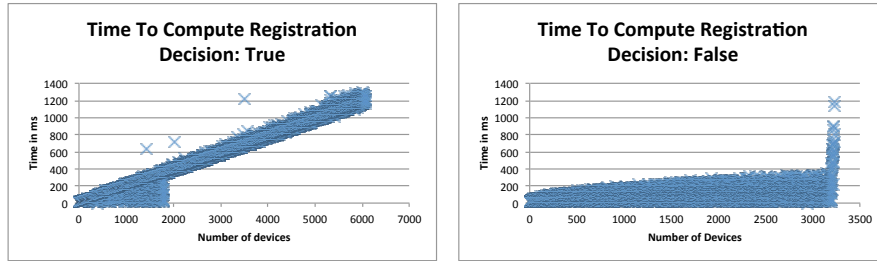 Time To Compute Registration
Decision: True
Time in ms
1400
1200
1000
800
600
400
200
0
0 1000 2000 3000 4000 5000 6000 7000
Number of devices
Time To Compute Registration
Decision: False
Time in ms
1400
1200
1000
800
600
400
200
0
0 500 1000 1500 2000 2500 3000 3500
Number of Devices